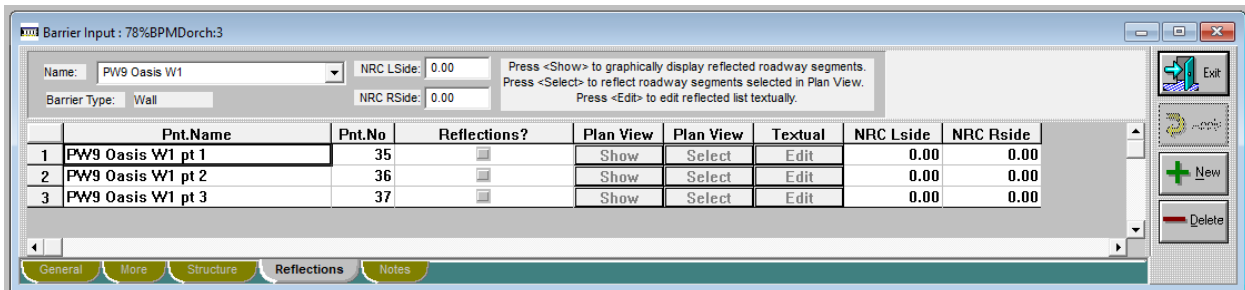 Barrier Input : 78%BPMDorch:3
Name: PW9 Oasis W1 NRC LSide: 0.00 Press <Show> to graphically display reflected roadway segments.
Press <Select> to reflect roadway segments selected in Plan View.
Barrier Type: Wall NRC RSide: 0.00 Press <Edit> to edit reflected list textually.
Exit
Apply
New
Delete
Pnt.Name Pnt.No Reflections? Plan View Plan View Textual NRC Lside NRC Rside
1 PW9 Oasis W1 pt 1 35 Show Select Edit 0.00 0.00
2 PW9 Oasis W1 pt 2 36 Show Select Edit 0.00 0.00
3 PW9 Oasis W1 pt 3 37 Show Select Edit 0.00 0.00
General More Structure Reflections Notes